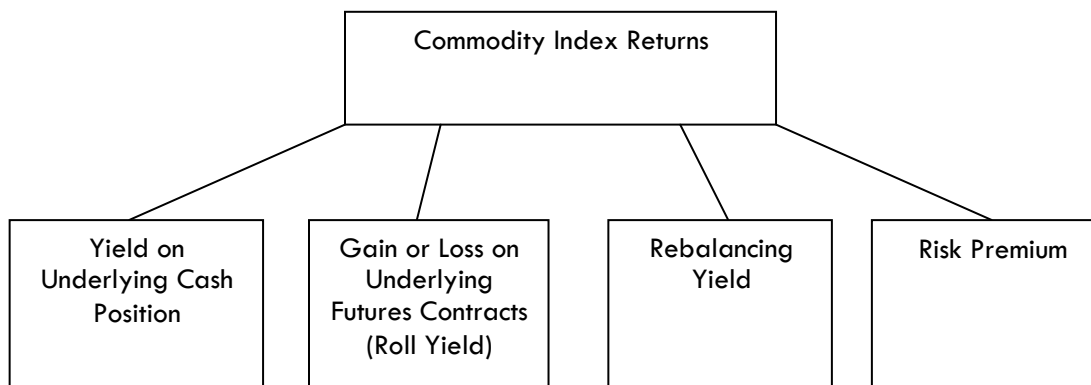 Commodity Index Returns
Yield on
Underlying Cash
Position
Gain or Loss on
Underlying
Futures Contracts
(Roll Yield)
Rebalancing
Yield
Risk Premium